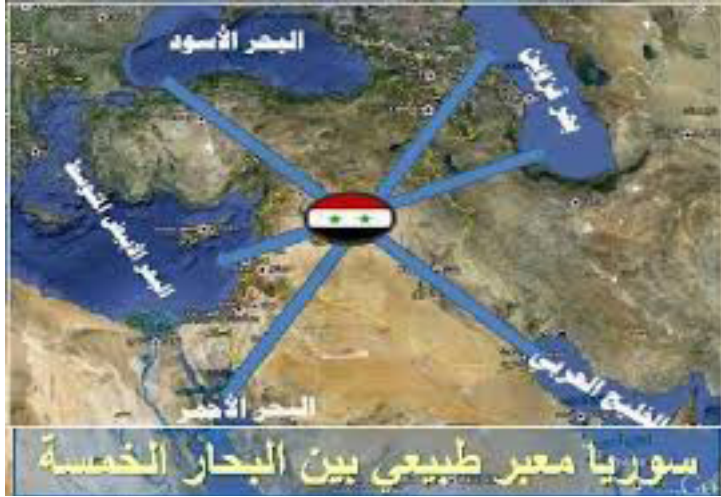 البحر الأسود
بحر قزوين
البحر الأبيض المتوسط
البحر الأحمر
الخليج العربي
سوريا معبر طبيعي بين البحار الخمسة